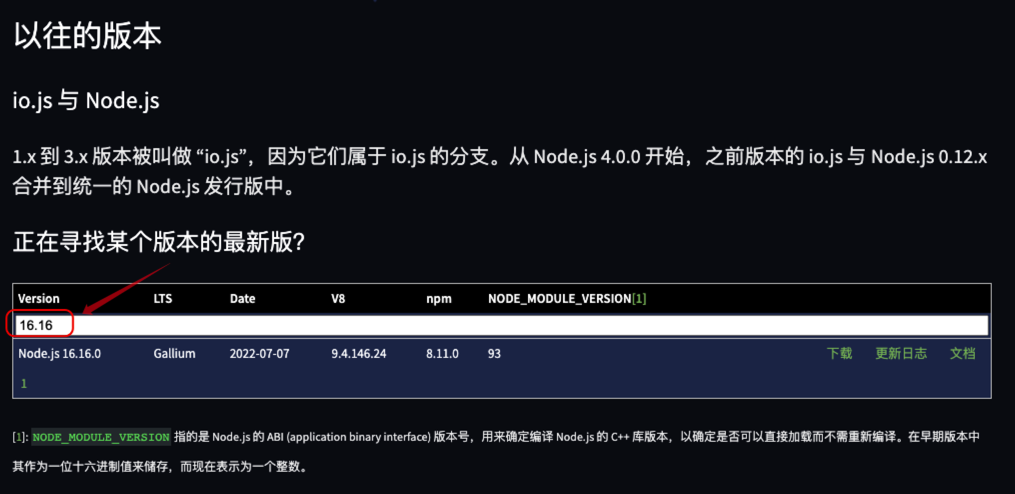 以往的版本
io.js 与 Node.js
1.x 到 3.x 版本被叫做 “io.js”，因为它们属于 io.js 的分支。从 Node.js 4.0.0 开始，之前版本的 io.js 与 Node.js 0.12.x
合并到统一的 Node.js 发行版中。
正在寻找某个版本的最新版?
Version LTS Date V8 npm NODE_MODULE_VERSION[1]
16.16
Node.js 16.16.0 Gallium 2022-07-07 9.4.146.24 8.11.0 93 下载 更新日志 文档
1
[1]: NODE_MODULE_VERSION 指的是 Node.js 的 ABI (application binary interface) 版本号，用来确定编译 Node.js 的 C++ 库版本，以确定是否可以直接加载而不需重新编译。在早期版本中
其作为一位十六进制值来储存，而现在表示为一个整数。